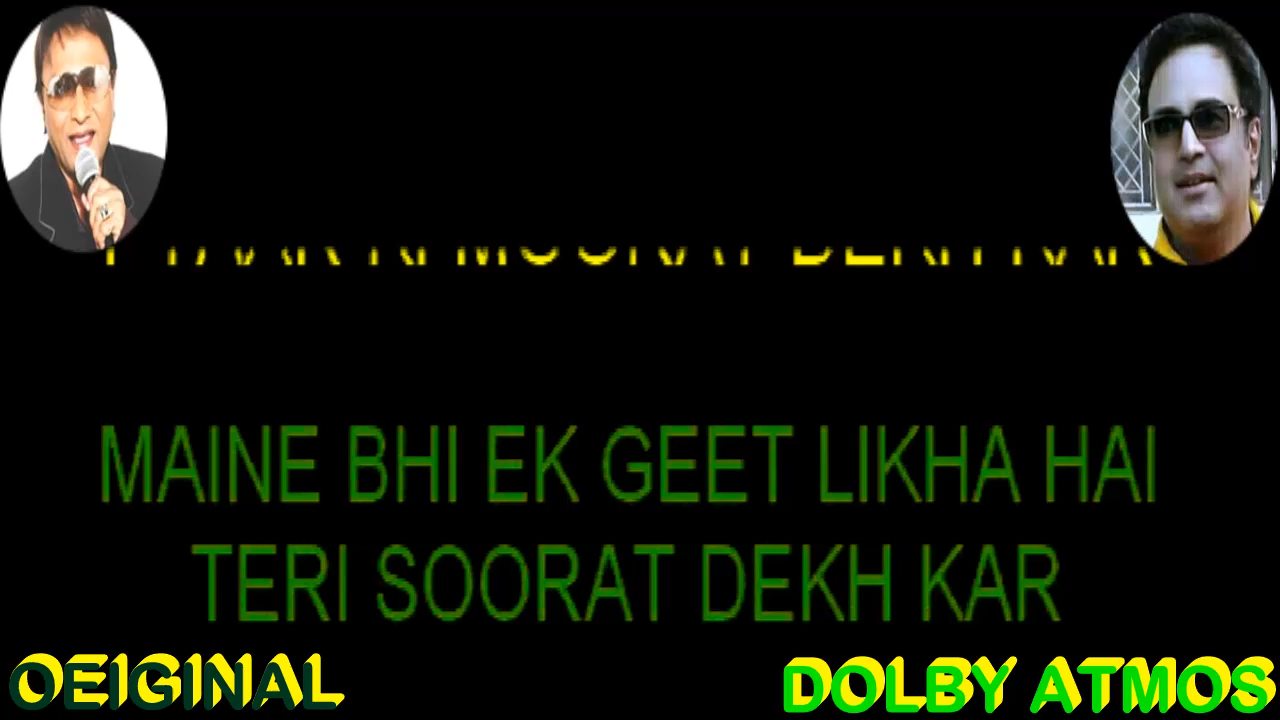 MAINE BHI EK GEET LIKHA HAI
TERI SOORAT DEKH KAR
OEIGINAL
DOLBY ATMOS